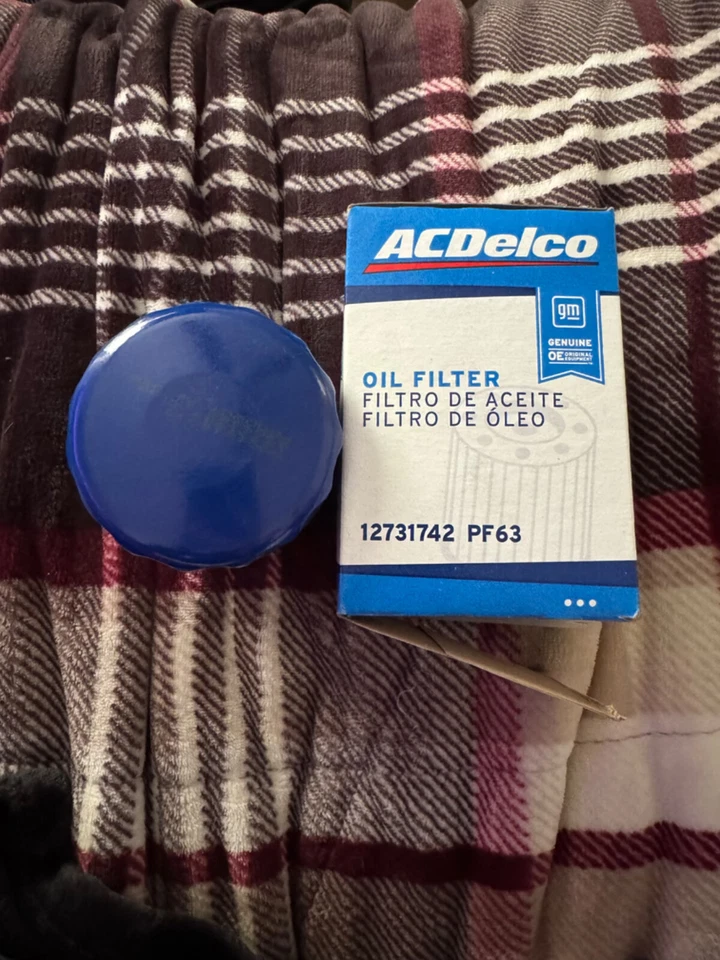 ACDelco
gm
GENUINE
OE ORIGINAL EQUIPMENT
OIL FILTER
FILTRO DE ACEITE
FILTRO DE ÓLEO
12731742 PF63